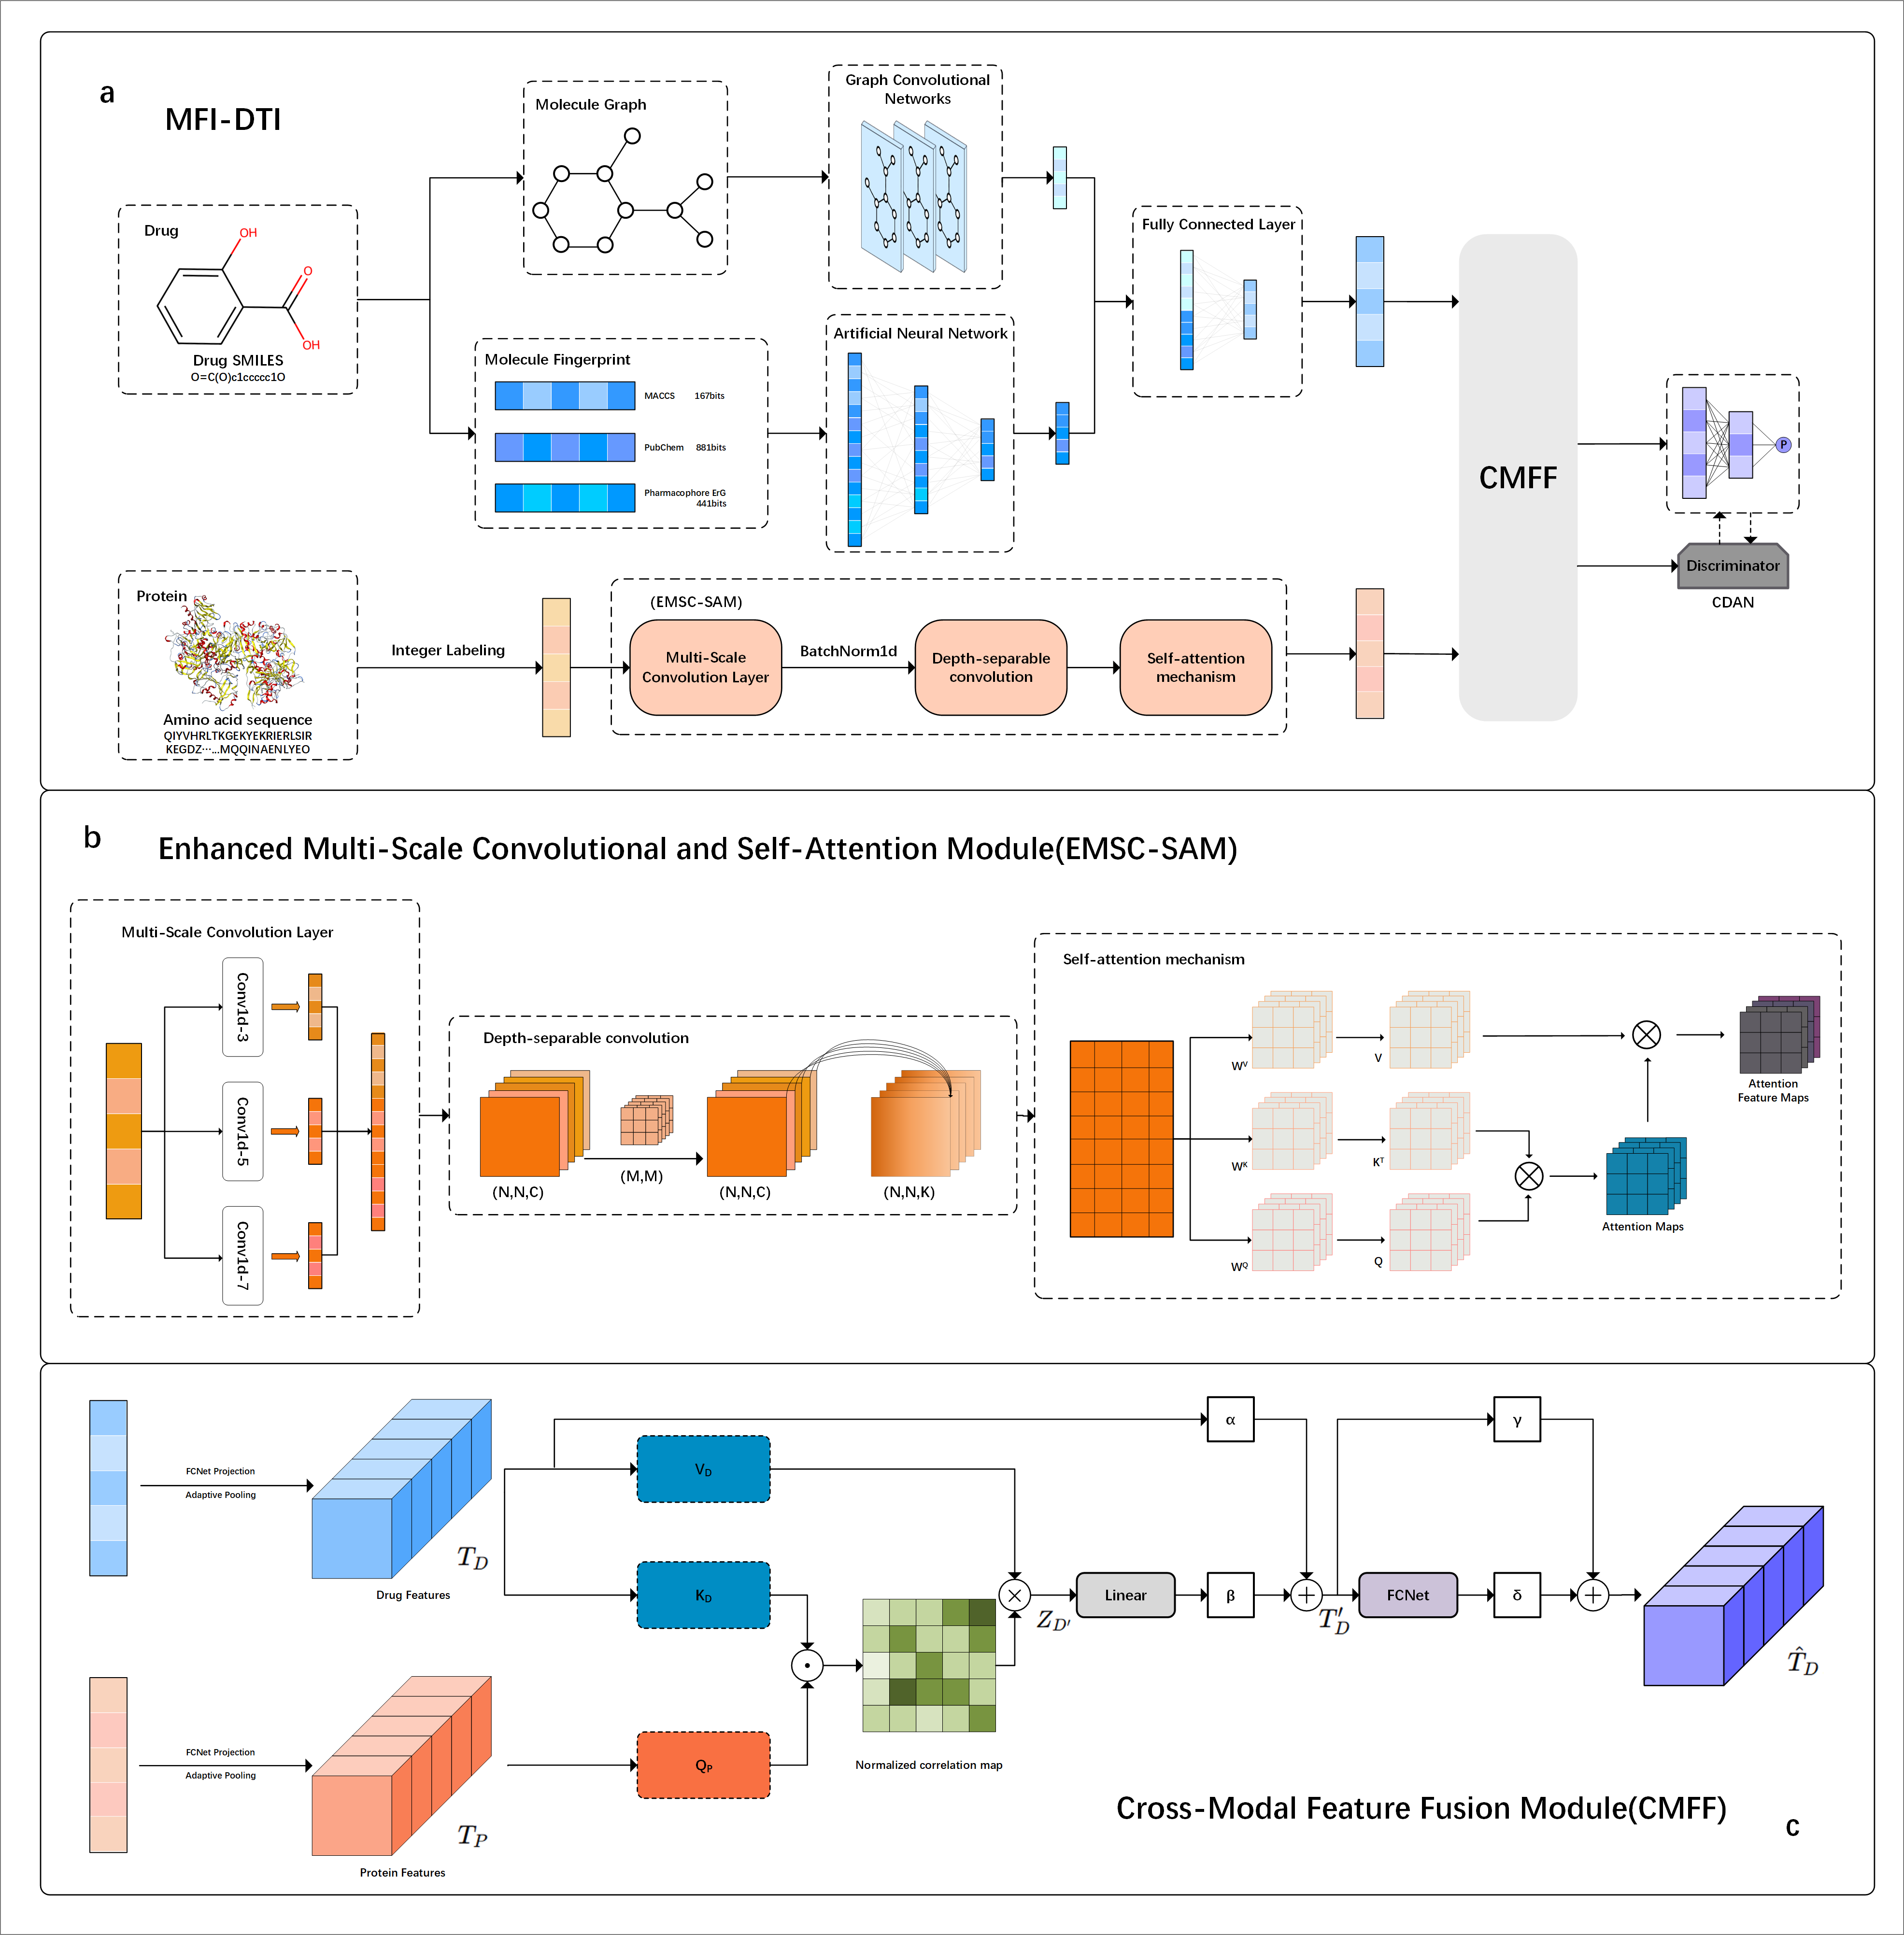 a
MFI-DTI
Drug
OH
O
OH
Drug SMILES
O=C(O)c1ccccc1O
Molecule Graph
Graph Convolutional
Networks
Molecule Fingerprint
MACCS 167bits
PubChem 881bits
Pharmacophore ErG
441bits
Artificial Neural Network
Fully Connected Layer
CMFF
P
Discriminator
CDAN
Protein
Amino acid sequence
QIYVHRLTKGEKYEKRIERLSIR
KEGDZ⋯...MQQINAENLYEO
Integer Labeling
(EMSC-SAM)
Multi-Scale
Convolution Layer
BatchNorm1d
Depth-separable
convolution
Self-attention
mechanism
b
Enhanced Multi-Scale Convolutional and Self-Attention Module(EMSC-SAM)
Multi-Scale Convolution Layer
Conv1d-3
Conv1d-5
Conv1d-7
Depth-separable convolution
(N,N,C)
(M,M)
(N,N,C)
(N,N,K)
Self-attention mechanism
Wⱽ
V
Wᴷ
Kᵀ
W^Q
Q
Attention
Feature Maps
Attention Maps
FCNet Projection
Adaptive Pooling
T_D
Drug Features
V_D
K_D
α
γ
Z_{D'}
Linear
β
T'_D
FCNet
δ
T̂_D
FCNet Projection
Adaptive Pooling
T_P
Protein Features
Q_P
Normalized correlation map
Cross-Modal Feature Fusion Module(CMFF)
c